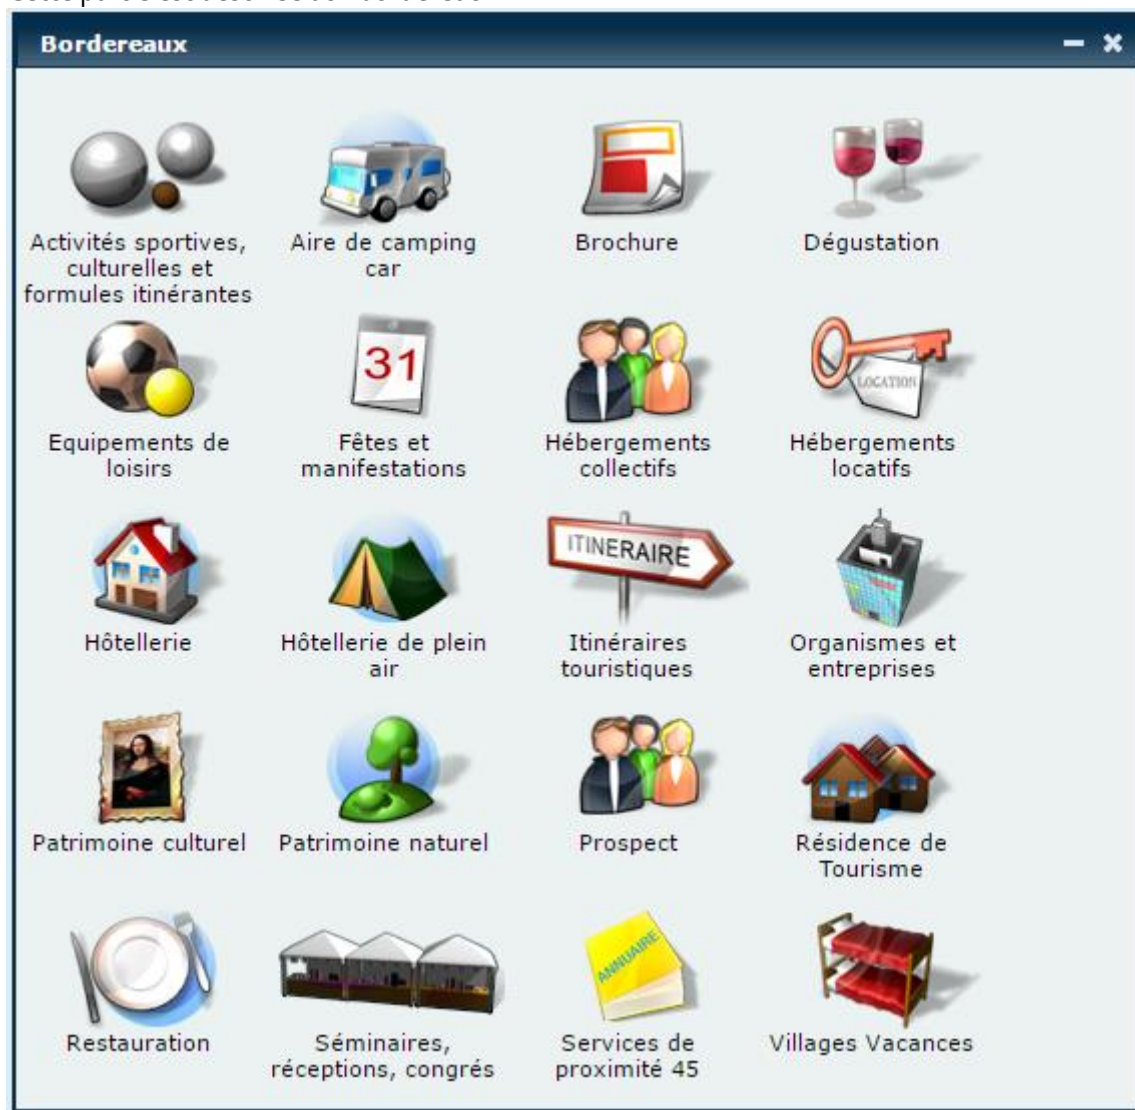 Bordereaux
Activités sportives,
culturelles et
formules itinérantes
Aire de camping
car
Brochure
Dégustation
31
LOCATION
Equipements de
loisirs
Fêtes et
manifestations
Hébergements
collectifs
Hébergements
locatifs
ITINERAIRE
Hôtellerie
Hôtellerie de plein
air
Itinéraires
touristiques
Organismes et
entreprises
Patrimoine culturel
Patrimoine naturel
Prospect
Résidence de
Tourisme
ANNUAIRE
Restauration
Séminaires,
réceptions, congrés
Services de
proximité 45
Villages Vacances